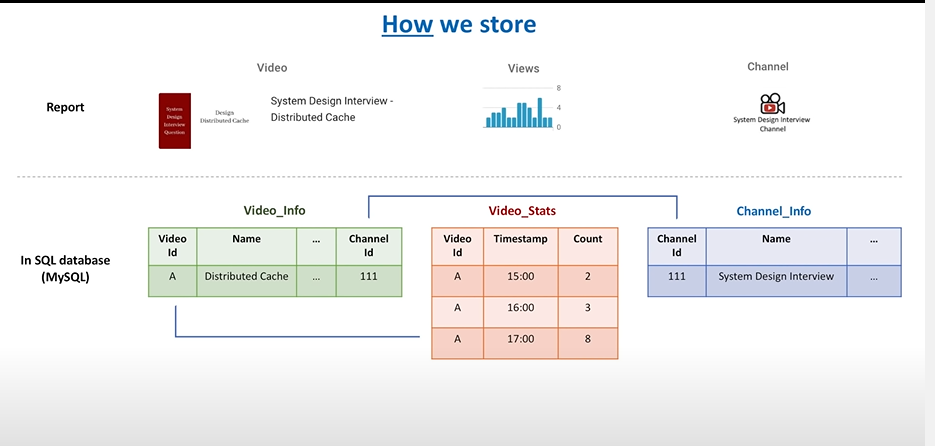 How we store
Video
Views
Channel
Report
System
Design
Interview
Question
Design
Distributed Cache
System Design Interview -
Distributed Cache
8
4
0
System Design Interview
Channel
In SQL database
(MySQL)
Video_Info
Video Id Name ... Channel Id
A Distributed Cache ... 111
Video_Stats
Video Id Timestamp Count
A 15:00 2
A 16:00 3
A 17:00 8
Channel_Info
Channel Id Name ...
111 System Design Interview ...